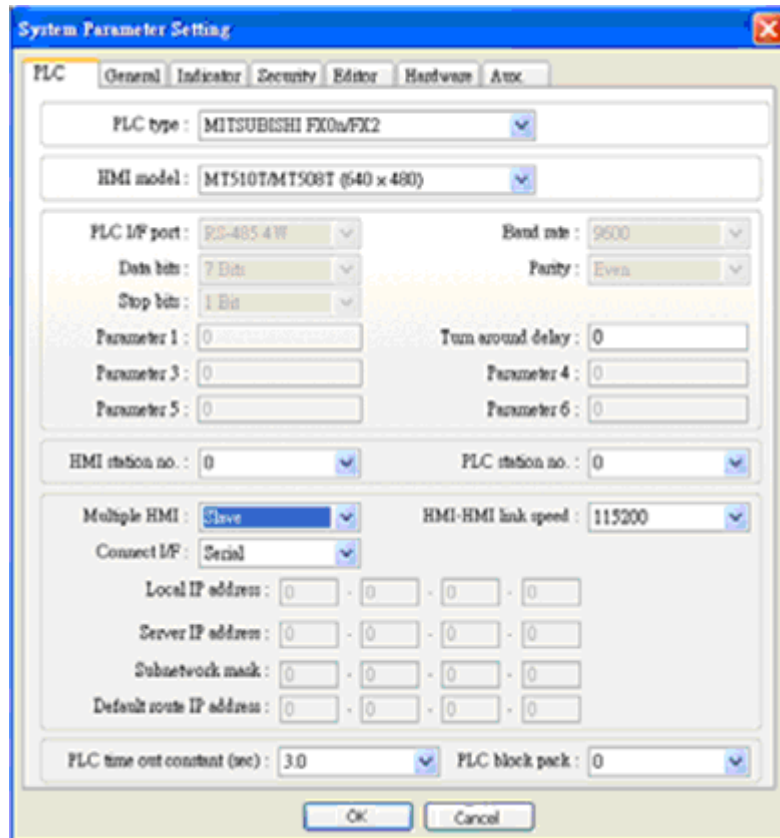 System Parameter Setting
PLC General Indicator Security Editor Hardware Aux.
PLC type : MITSUBISHI FX0n/FX2
HMI model : MT510T/MT508T (640 x 480)
PLC I/F port : RS-485 4W Baud rate : 9600
Data bits : 7 Bits Parity : Even
Stop bits : 1 Bit
Parameter 1 : 0 Turn around delay : 0
Parameter 3 : 0 Parameter 4 : 0
Parameter 5 : 0 Parameter 6 : 0
HMI station no. : 0 PLC station no. : 0
Multiple HMI : Slave HMI-HMI link speed : 115200
Connect I/F : Serial
Local IP address : 0 . 0 . 0 . 0
Server IP address : 0 . 0 . 0 . 0
Subnetwork mask : 0 . 0 . 0 . 0
Default route IP address : 0 . 0 . 0 . 0
PLC time out constant (sec) : 3.0 PLC block pack : 0
OK Cancel